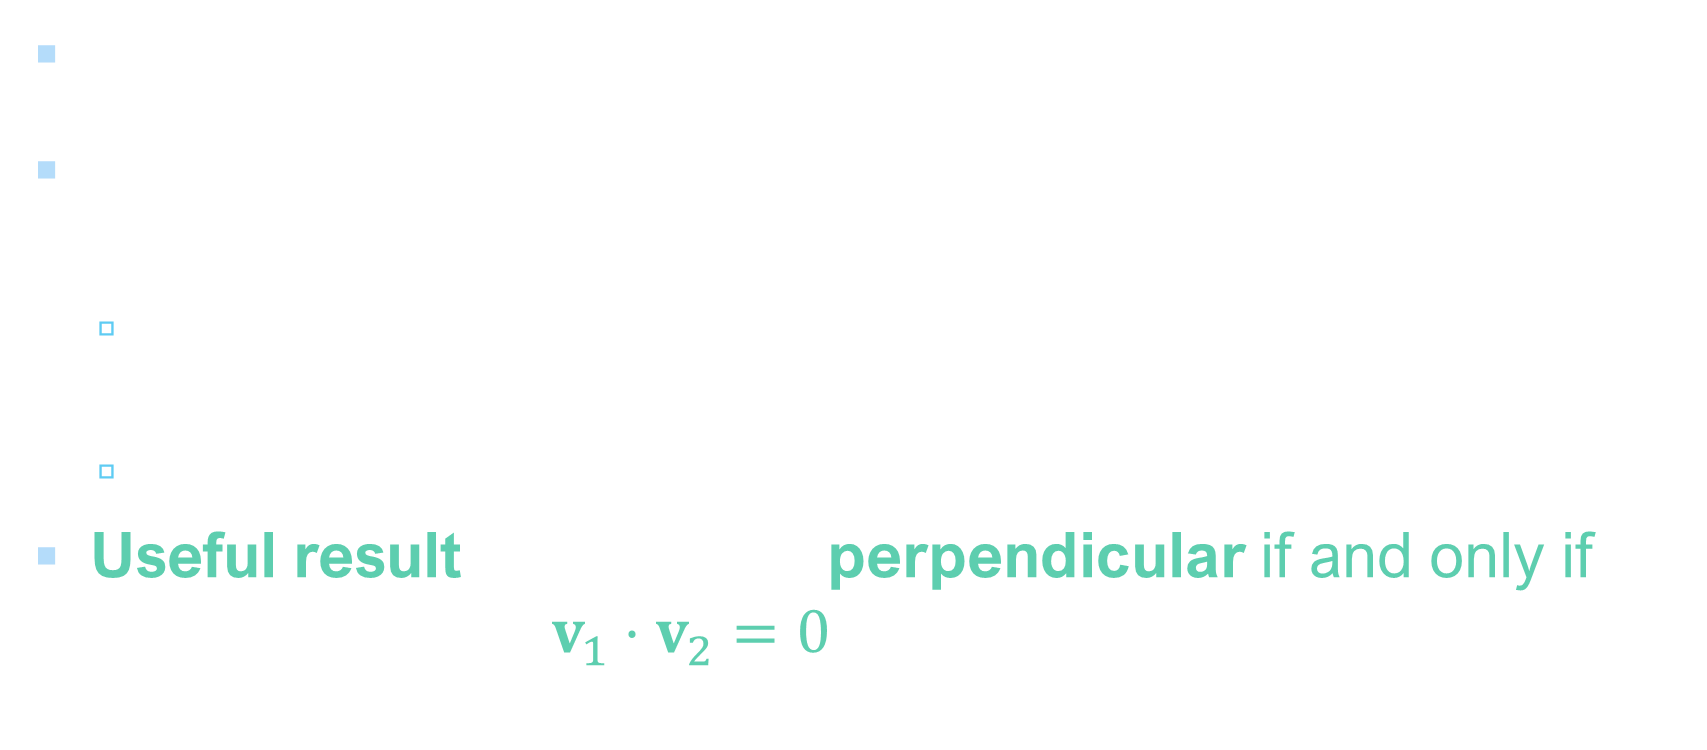 Useful result perpendicular if and only if
𝐯₁ · 𝐯₂ = 0